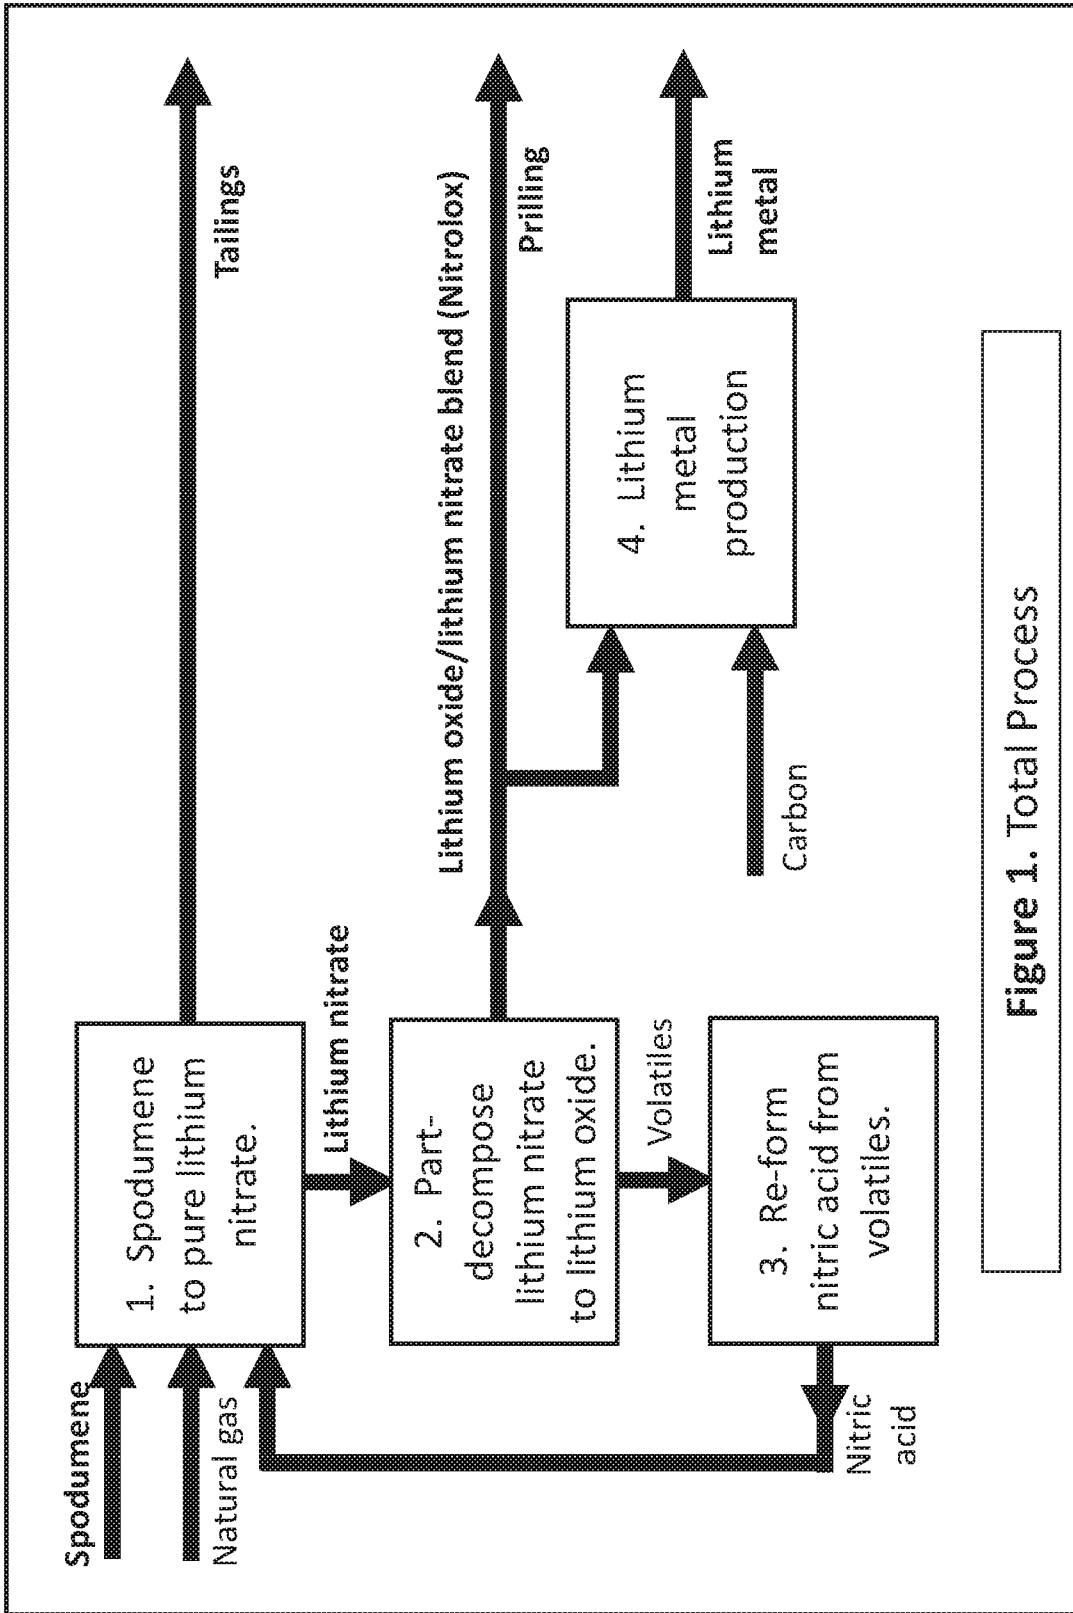 Spodumene
Natural gas
1. Spodumene
to pure lithium
nitrate.
Tailings
Lithium nitrate
2. Part-
decompose
lithium nitrate
to lithium oxide.
Lithium oxide/lithium nitrate blend (Nitrolox)
Prilling
Volatiles
3. Re-form
nitric acid from
volatiles.
Nitric
acid
4. Lithium
metal
production
Carbon
Lithium
metal
Figure 1. Total Process